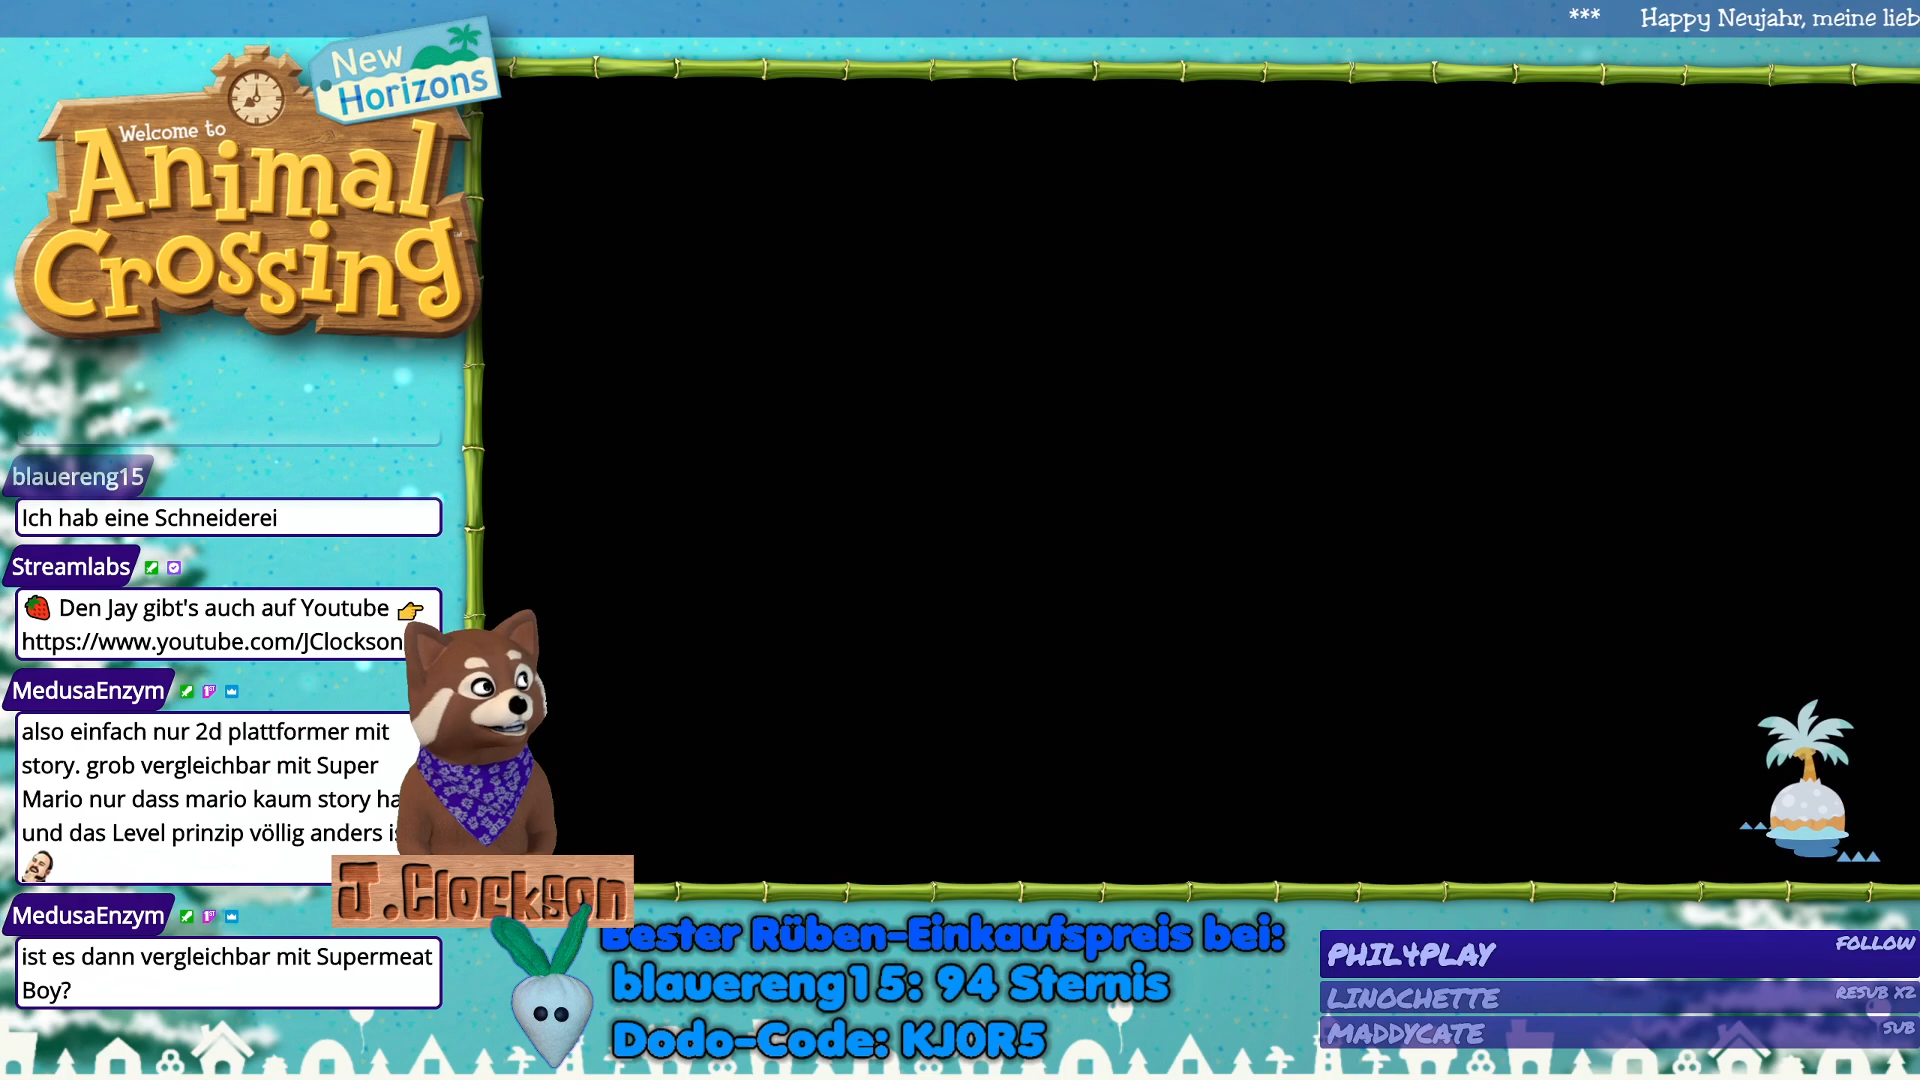 *** Happy Neujahr, meine lieb
New
Horizons
Welcome to
Animal
Crossing
blauereng15
Ich hab eine Schneiderei
Streamlabs
Den Jay gibt's auch auf Youtube
https://www.youtube.com/JClockson
MedusaEnzym
also einfach nur 2d plattformer mit
story. grob vergleichbar mit Super
Mario nur dass mario kaum story ha
und das Level prinzip völlig anders is
MedusaEnzym
ist es dann vergleichbar mit Supermeat
Boy?
J.Clockson
Bester Rüben-Einkaufspreis bei:
blauereng15: 94 Sternis
Dodo-Code: KJ0R5
PHIL4PLAY FOLLOW
LINOCHETTE RESUB X2
MADDYCATE SUB